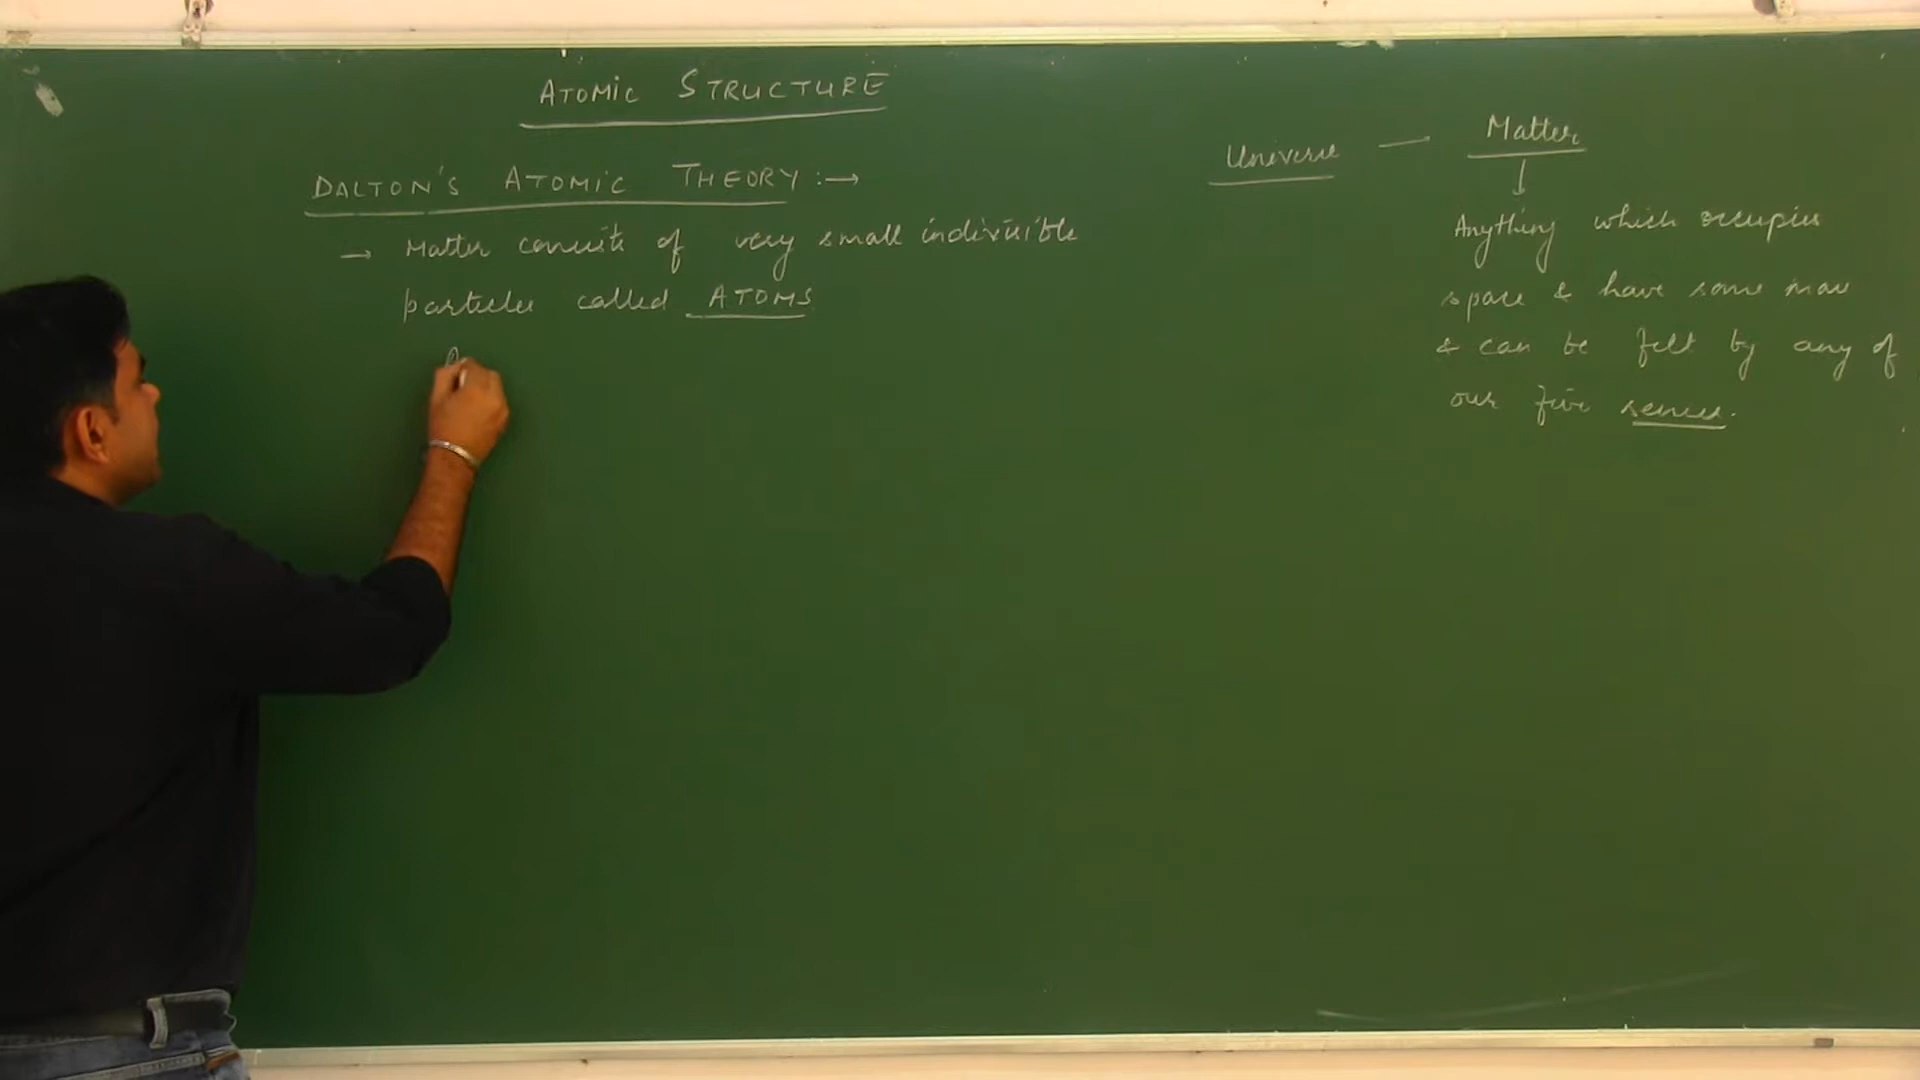 ATOMIC STRUCTURE
DALTON'S ATOMIC THEORY :→
→ Matter consists of very small indivisible
particles called ATOMS
Universe — Matter
↓
Anything which occupies
space & have some mass
& can be felt by any of
our five senses.